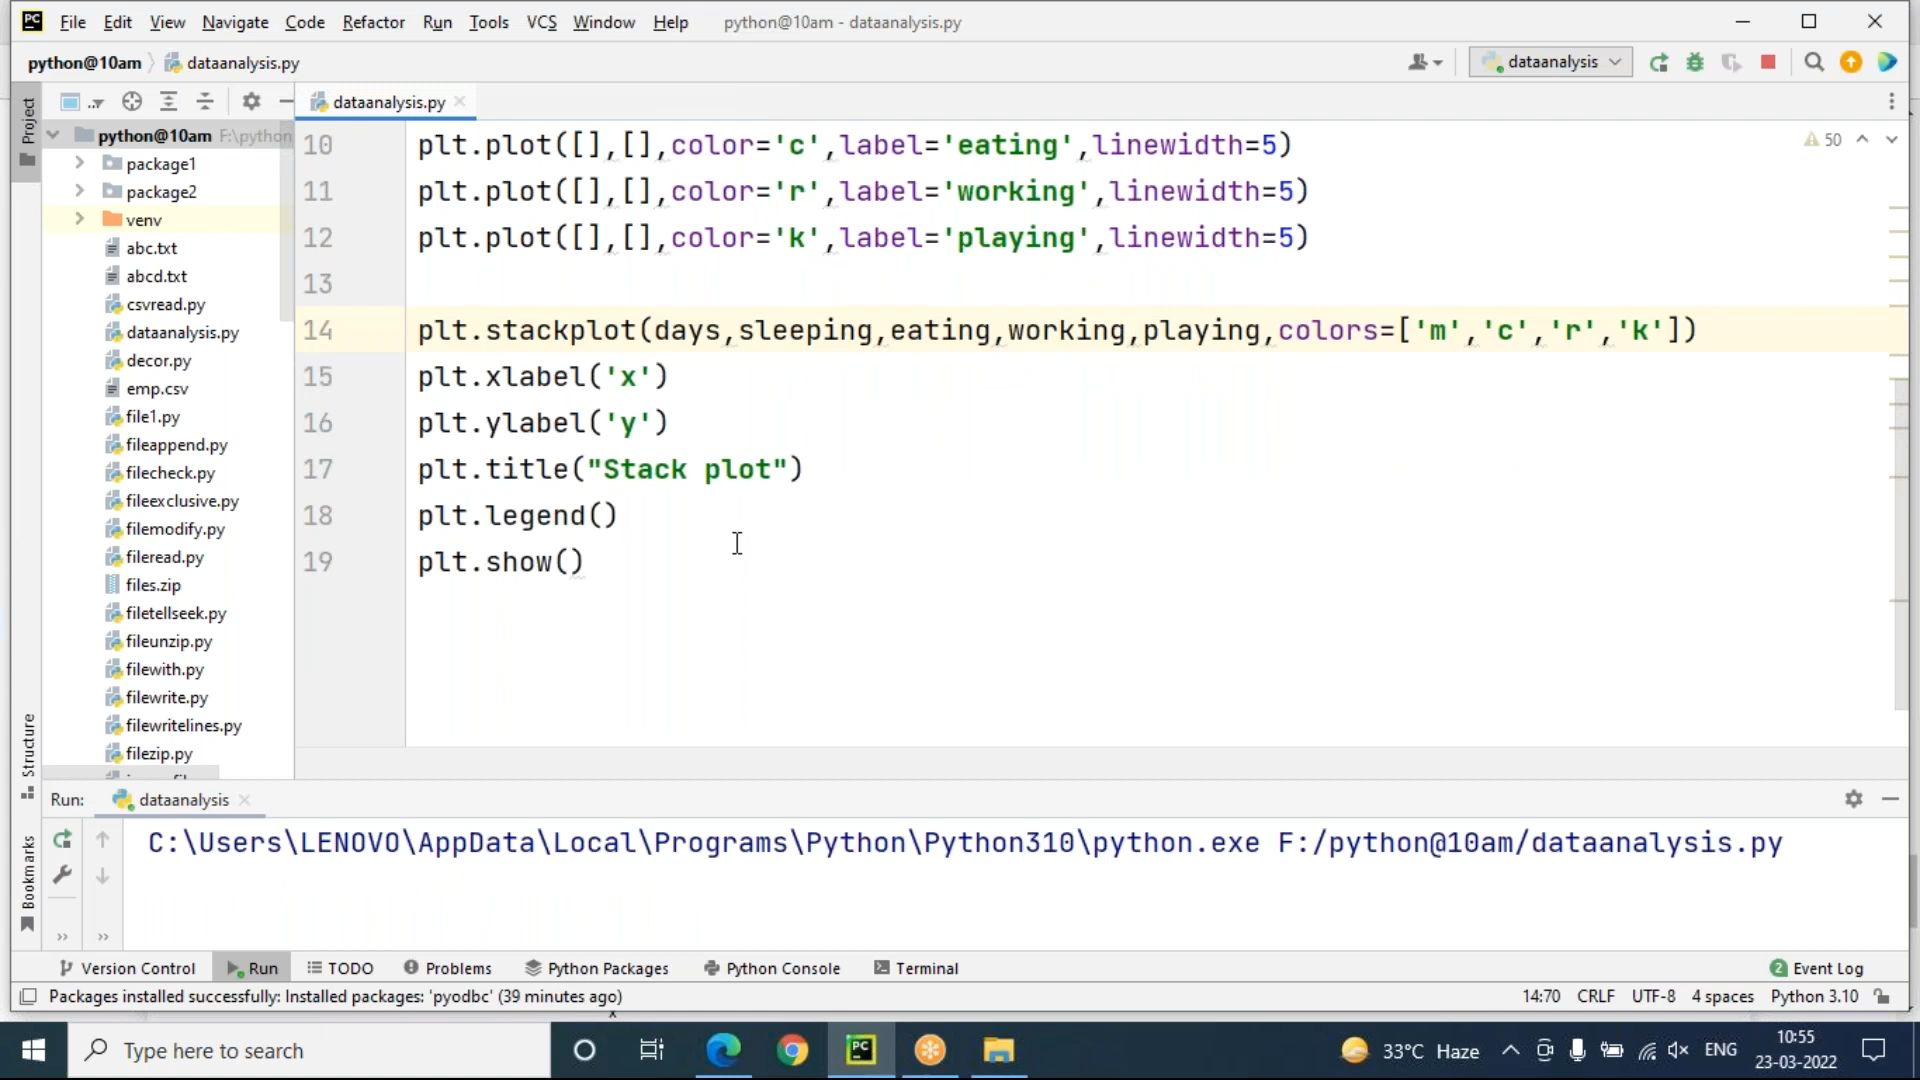 File Edit View Navigate Code Refactor Run Tools VCS Window Help python@10am - dataanalysis.py
python@10am dataanalysis.py dataanalysis
Project
dataanalysis.py
python@10am F:\python
package1
package2
venv
abc.txt
abcd.txt
csvread.py
dataanalysis.py
decor.py
emp.csv
file1.py
fileappend.py
filecheck.py
fileexclusive.py
filemodify.py
fileread.py
files.zip
filetellseek.py
fileunzip.py
filewith.py
filewrite.py
filewritelines.py
filezip.py
50
10 plt.plot([],[],color='c',label='eating',linewidth=5)
11 plt.plot([],[],color='r',label='working',linewidth=5)
12 plt.plot([],[],color='k',label='playing',linewidth=5)
13
14 plt.stackplot(days,sleeping,eating,working,playing,colors=['m','c','r','k'])
15 plt.xlabel('x')
16 plt.ylabel('y')
17 plt.title("Stack plot")
18 plt.legend()
19 plt.show()
Structure
Bookmarks
Run: dataanalysis
C:\Users\LENOVO\AppData\Local\Programs\Python\Python310\python.exe F:/python@10am/dataanalysis.py
Version Control Run TODO Problems Python Packages Python Console Terminal 2 Event Log
Packages installed successfully: Installed packages: 'pyodbc' (39 minutes ago) 14:70 CRLF UTF-8 4 spaces Python 3.10
Type here to search
33°C Haze ENG 10:55
23-03-2022